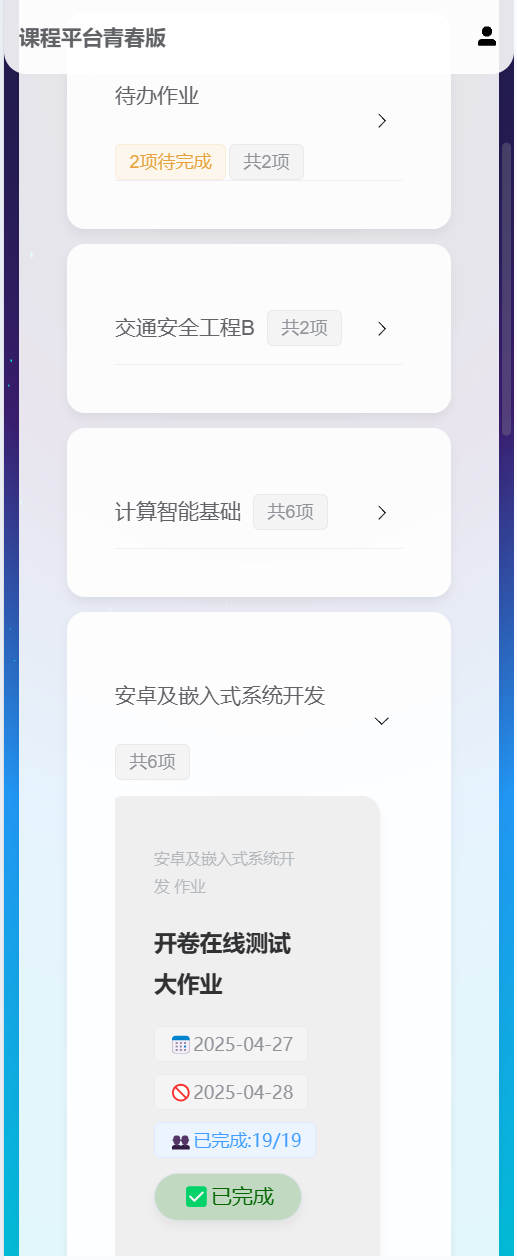 课程平台青春版
待办作业
2项待完成 共2项
交通安全工程B 共2项
计算智能基础 共6项
安卓及嵌入式系统开发
共6项
安卓及嵌入式系统开
发 作业
开卷在线测试
大作业
2025-04-27
2025-04-28
已完成:19/19
已完成